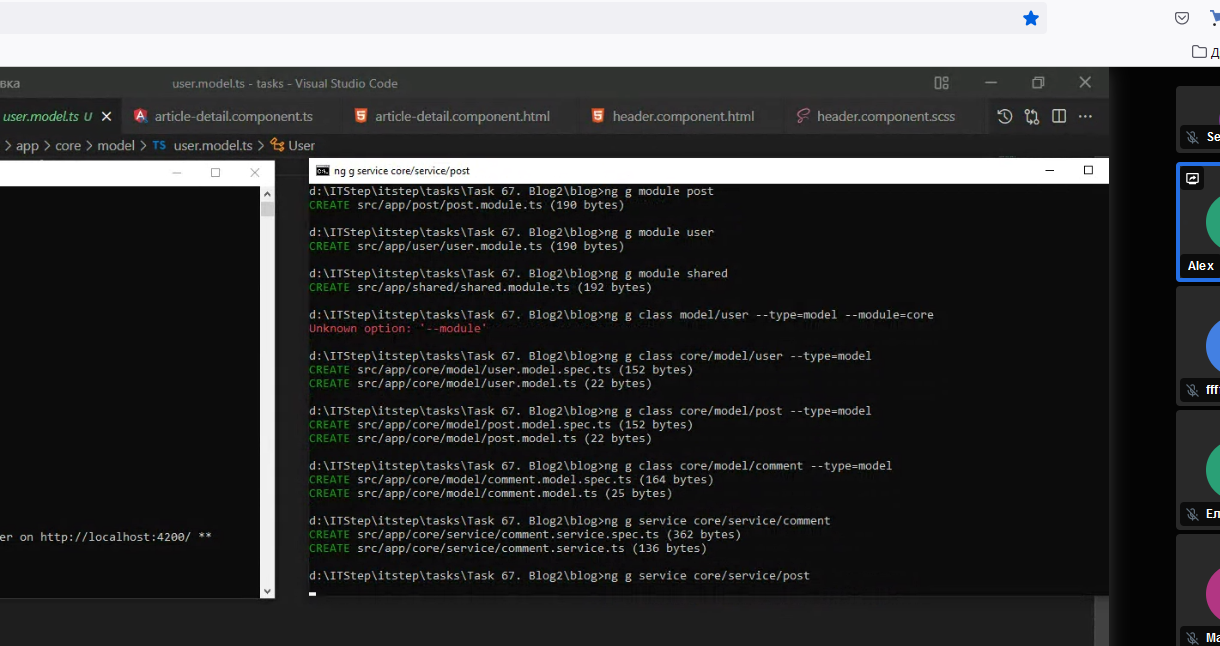 вка
user.model.ts - tasks - Visual Studio Code
user.model.ts U
article-detail.component.ts
article-detail.component.html
header.component.html
header.component.scss
app > core > model > TS user.model.ts > User
ng g service core/service/post
d:\ITStep\itstep\tasks\Task 67. Blog2\blog>ng g module post
CREATE src/app/post/post.module.ts (190 bytes)
d:\ITStep\itstep\tasks\Task 67. Blog2\blog>ng g module user
CREATE src/app/user/user.module.ts (190 bytes)
d:\ITStep\itstep\tasks\Task 67. Blog2\blog>ng g module shared
CREATE src/app/shared/shared.module.ts (192 bytes)
d:\ITStep\itstep\tasks\Task 67. Blog2\blog>ng g class model/user --type=model --module=core
Unknown option: '--module'
d:\ITStep\itstep\tasks\Task 67. Blog2\blog>ng g class core/model/user --type=model
CREATE src/app/core/model/user.model.spec.ts (152 bytes)
CREATE src/app/core/model/user.model.ts (22 bytes)
d:\ITStep\itstep\tasks\Task 67. Blog2\blog>ng g class core/model/post --type=model
CREATE src/app/core/model/post.model.spec.ts (152 bytes)
CREATE src/app/core/model/post.model.ts (22 bytes)
d:\ITStep\itstep\tasks\Task 67. Blog2\blog>ng g class core/model/comment --type=model
CREATE src/app/core/model/comment.model.spec.ts (164 bytes)
CREATE src/app/core/model/comment.model.ts (25 bytes)
d:\ITStep\itstep\tasks\Task 67. Blog2\blog>ng g service core/service/comment
CREATE src/app/core/service/comment.service.spec.ts (362 bytes)
CREATE src/app/core/service/comment.service.ts (136 bytes)
d:\ITStep\itstep\tasks\Task 67. Blog2\blog>ng g service core/service/post
er on http://localhost:4200/ **
Д
Se
Alex
fff
Em
Ma